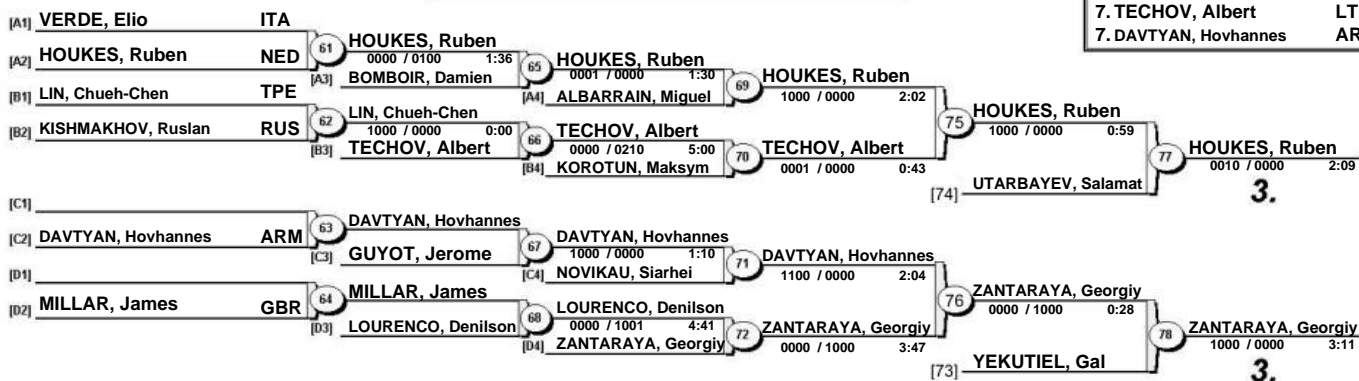 7. TECHOV, Albert LT
7. DAVTYAN, Hovhannes AR
[A1] VERDE, Elio ITA
[A2] HOUKES, Ruben NED
[B1] LIN, Chueh-Chen TPE
[B2] KISHMAKHOV, Ruslan RUS
61 HOUKES, Ruben
0000 / 0100 1:36
[A3] BOMBOIR, Damien
62 LIN, Chueh-Chen
1000 / 0000 0:00
[B3] TECHOV, Albert
65 HOUKES, Ruben
0001 / 0000 1:30
[A4] ALBARRAIN, Miguel
66 TECHOV, Albert
0000 / 0210 5:00
[B4] KOROTUN, Maksym
69 HOUKES, Ruben
1000 / 0000 2:02
70 TECHOV, Albert
0001 / 0000 0:43
75 HOUKES, Ruben
1000 / 0000 0:59
[74] UTARBAYEV, Salamat
77 HOUKES, Ruben
0010 / 0000 2:09
3.
[C1]
[C2] DAVTYAN, Hovhannes ARM
[D1]
[D2] MILLAR, James GBR
63 DAVTYAN, Hovhannes
[C3] GUYOT, Jerome
64 MILLAR, James
[D3] LOURENCO, Denilson
67 DAVTYAN, Hovhannes
1000 / 0000 1:10
[C4] NOVIKAU, Siarhei
68 LOURENCO, Denilson
0000 / 1001 4:41
[D4] ZANTARAYA, Georgiy
71 DAVTYAN, Hovhannes
1100 / 0000 2:04
72 ZANTARAYA, Georgiy
0000 / 1000 3:47
76 ZANTARAYA, Georgiy
0000 / 1000 0:28
[73] YEKUTIEL, Gal
78 ZANTARAYA, Georgiy
1000 / 0000 3:11
3.